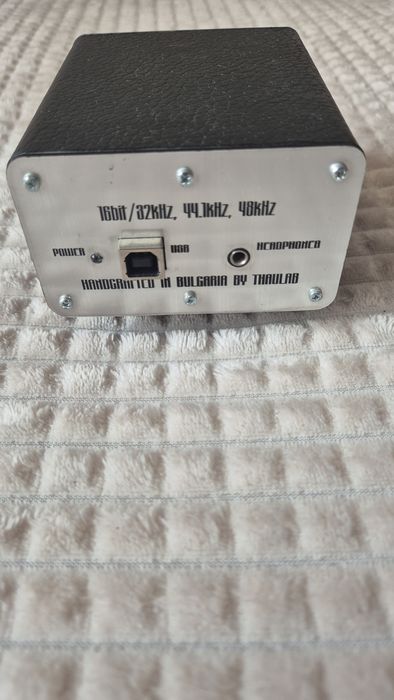 16bit/32kHz, 44.1kHz, 48kHz
POWER USB HEADPHONES
HANDCRAFTED IN BULGARIA BY THAULAB